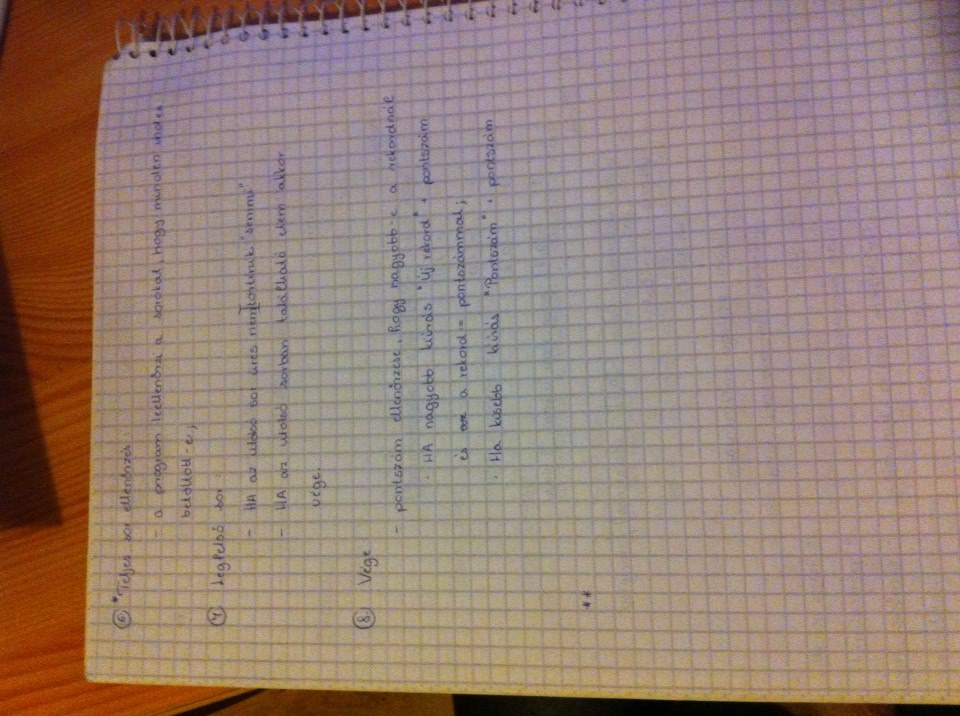 ⑥ *Teljes sor ellenőrzés
- a program leellenőrzi a sorokat, hogy minden index
betöltött-e;
⑦ Legfelső sor
- HA az utolsó sor üres nem történik "semmi"
- HA az utolsó sorban található elem akkor
vége.
⑧ Vége
- pontszám ellenőrzése, hogy nagyobb-e a rekordnál
· HA nagyobb kiírás "Új rekord" + pontszám
és a rekord = pontszámmal;
· Ha kisebb kiírás "Pontszám" + pontszám
**